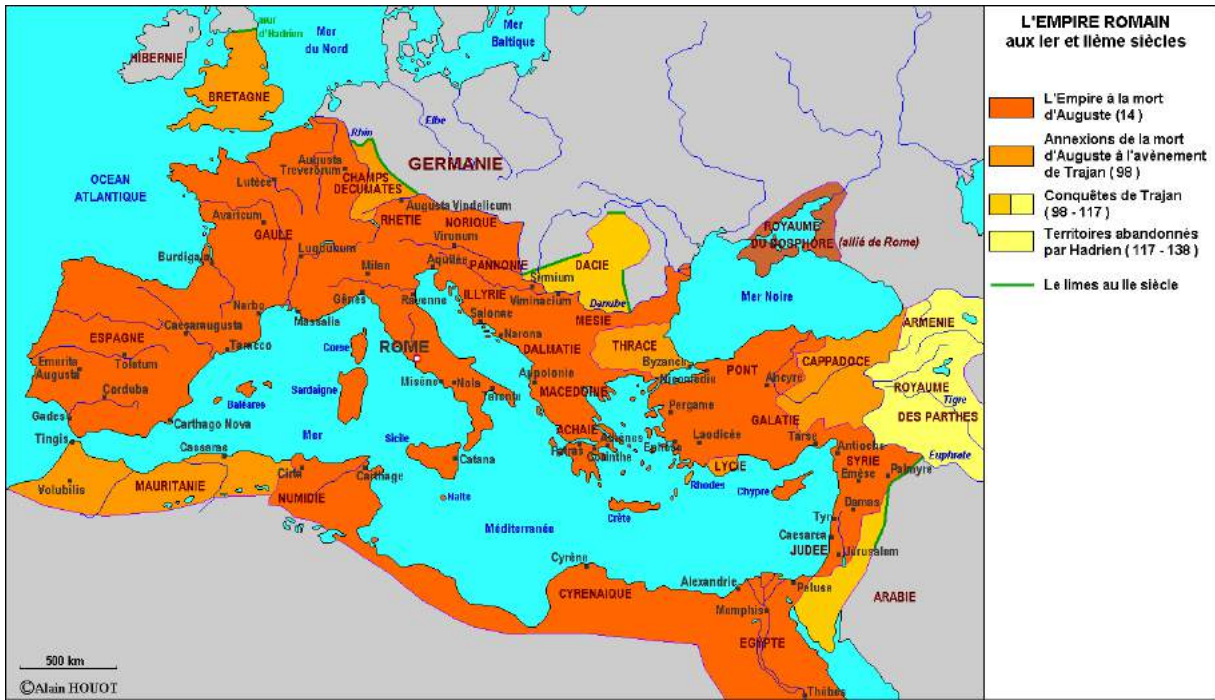 L'EMPIRE ROMAIN
aux Ier et IIème siècles
L'Empire à la mort
d'Auguste (14)
Annexions de la mort
d'Auguste à l'avènement
de Trajan (98)
Conquêtes de Trajan
(98 - 117)
Territoires abandonnés
par Hadrien (117 - 138)
Le limes au IIe siècle
mur
d'Hadrien
Mer
du Nord
Mer
Baltique
HIBERNIE
BRETAGNE
Elbe
Rhin
GERMANIE
OCEAN
ATLANTIQUE
Augusta
Treverorum
CHAMPS
DECUMATES
Lutèce
Augusta Vindelicum
RHETIE
NORIQUE
Avaricum
GAULE
Virunum
ROYAUME
DU BOSPHORE (allié de Rome)
Lugdunum
Aquilée
PANNONIE
DACIE
Burdiga
Milan
Sirmium
Gênes
Ravenne
ILLYRIE
Viminacium
Danube
Mer Noire
Narbo
Massalia
Salonae
MESIE
ARMENIE
ESPAGNE
Caesaraugusta
Narona
Tarraco
Corse
ROME
DALMATIE
THRACE
Byzance
CAPPADOCE
Emerita
Augusta
Toletum
Appolonia
Nicomédie
PONT
Ancyre
ROYAUME
Tigre
DES PARTHES
Misène
Nola
MACEDOINE
Corduba
Baléares
Sardaigne
Tarente
Pergame
GALATIE
Gades
Carthago Nova
Mer
Sicile
ACHAIE
Athènes
Laodicée
Tarse
Antioche
Tingis
Patras
Corinthe
Ephèse
Euphrate
Catana
LYCIE
SYRIE
Emèse
Palmyre
Volubilis
MAURITANIE
Cirta
Carthage
NUMIDIE
Malte
Rhodes
Chypre
Damas
Crète
Méditerranée
Tyr
Caesarea
JUDEE
Jérusalem
Cyrène
Alexandrie
Peluse
CYRENAIQUE
Memphis
ARABIE
EGYPTE
Thèbes
500 km
©Alain HOUOT